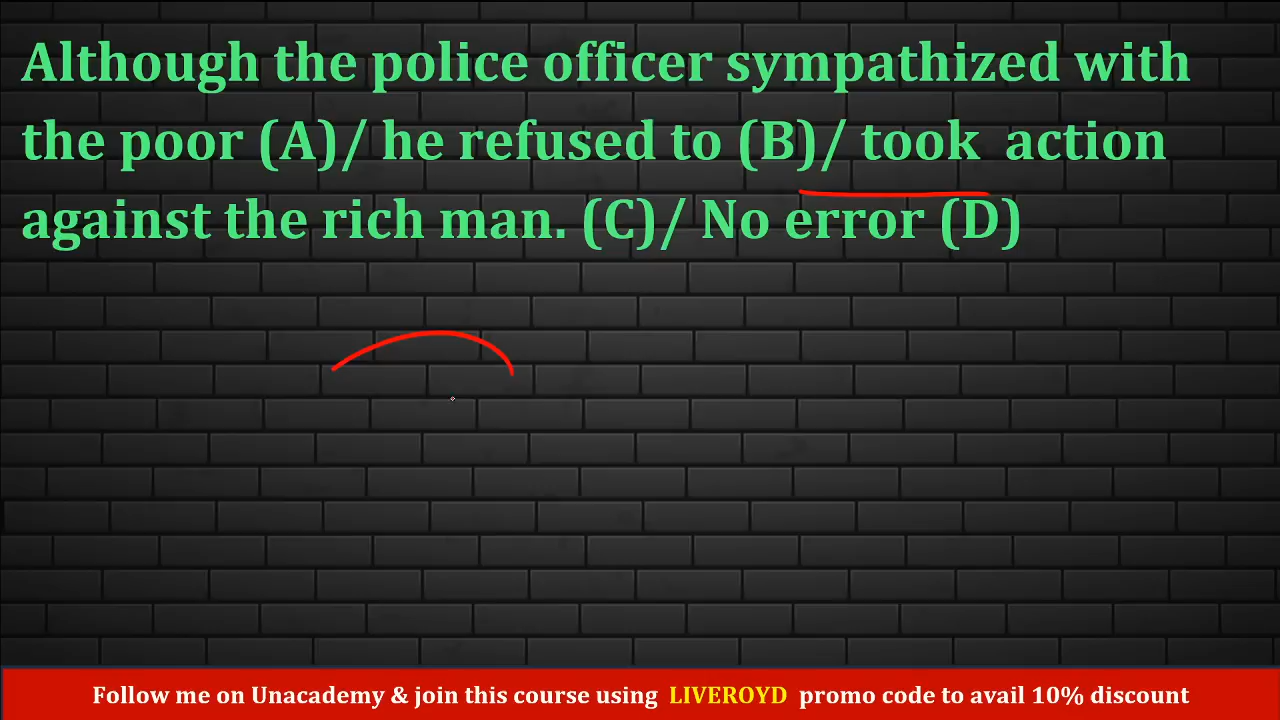 Although the police officer sympathized with
the poor (A)/ he refused to (B)/ took action
against the rich man. (C)/ No error (D)
Follow me on Unacademy & join this course using LIVEROYD promo code to avail 10% discount